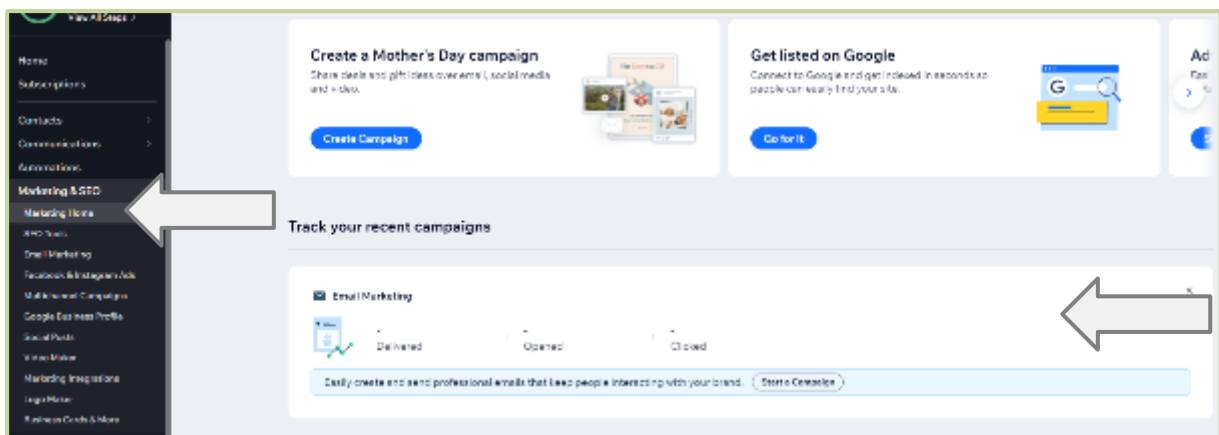 View All Steps >
Home
Subscriptions
Contacts
Communications
Automations
Marketing & SEO
Marketing Home
SEO Tools
Email Marketing
Facebook & Instagram Ads
Multichannel Campaigns
Google Business Profile
Social Posts
Video Maker
Marketing Integrations
Logo Maker
Business Cards & More
Create a Mother's Day campaign
Share deals and gift ideas over email, social media
and video.
Create Campaign
Get listed on Google
Connect to Google and get indexed in seconds so
people can easily find your site.
Go for It
G
Ad
Track your recent campaigns
Email Marketing
-
Delivered
-
Opened
-
Clicked
Easily create and send professional emails that keep people interacting with your brand.
Start a Campaign